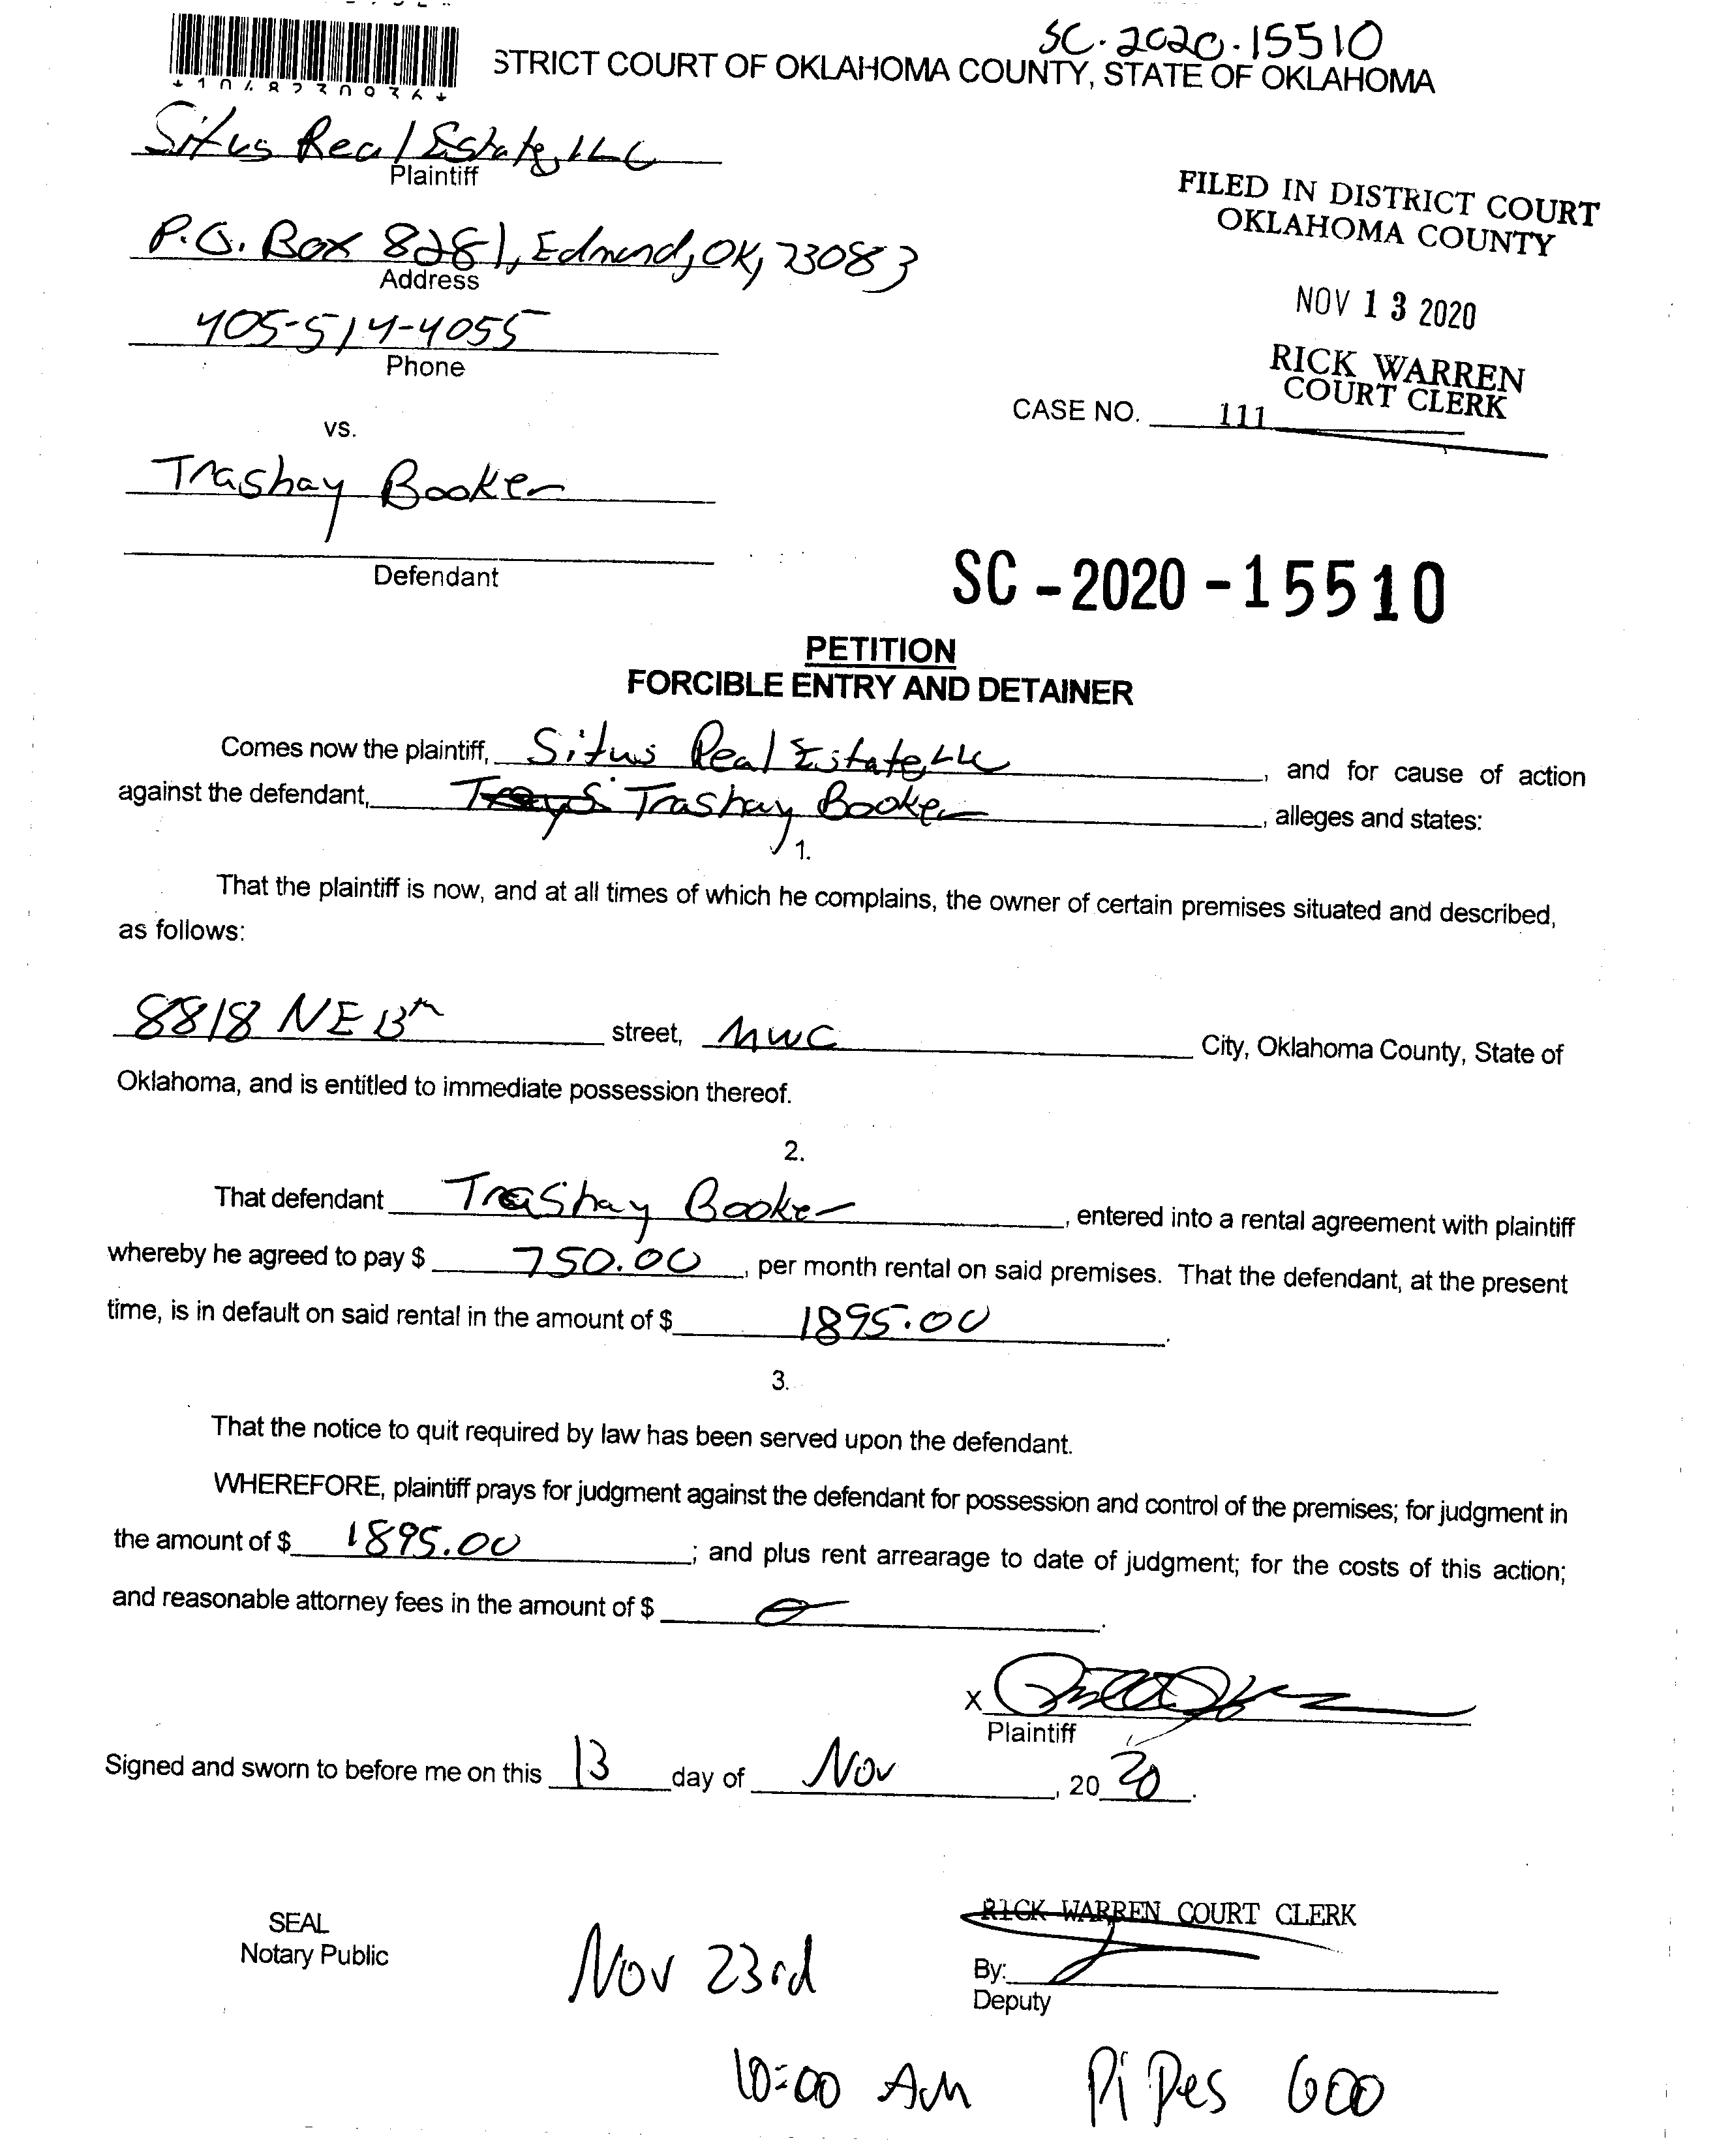 SC-2020-15510
STRICT COURT OF OKLAHOMA COUNTY, STATE OF OKLAHOMA
*1048230936*
Situs Real Estate, LLC
Plaintiff
P.O. Box 8281, Edmond, OK, 73083
Address
405-514-4055
Phone
FILED IN DISTRICT COURT
OKLAHOMA COUNTY
NOV 13 2020
RICK WARREN
COURT CLERK
CASE NO. 111
vs.
Trashay Booker
Defendant
SC-2020-15510
PETITION
FORCIBLE ENTRY AND DETAINER
Comes now the plaintiff, Situs Real Estate, LLC, and for cause of action
against the defendant, Trashay Booker, alleges and states:
1.
That the plaintiff is now, and at all times of which he complains, the owner of certain premises situated and described,
as follows:
8818 NE 13th street, MWC City, Oklahoma County, State of
Oklahoma, and is entitled to immediate possession thereof.
2.
That defendant Trashay Booker, entered into a rental agreement with plaintiff
whereby he agreed to pay $ 750.00, per month rental on said premises. That the defendant, at the present
time, is in default on said rental in the amount of $ 1895.00.
3.
That the notice to quit required by law has been served upon the defendant.
WHEREFORE, plaintiff prays for judgment against the defendant for possession and control of the premises; for judgment in
the amount of $ 1895.00; and plus rent arrearage to date of judgment; for the costs of this action;
and reasonable attorney fees in the amount of $ 0.
X
Plaintiff
Signed and sworn to before me on this 13 day of Nov, 2020.
SEAL
Notary Public
RICK WARREN COURT CLERK
By:
Deputy
Nov 23rd
10:00 AM Pipes 600